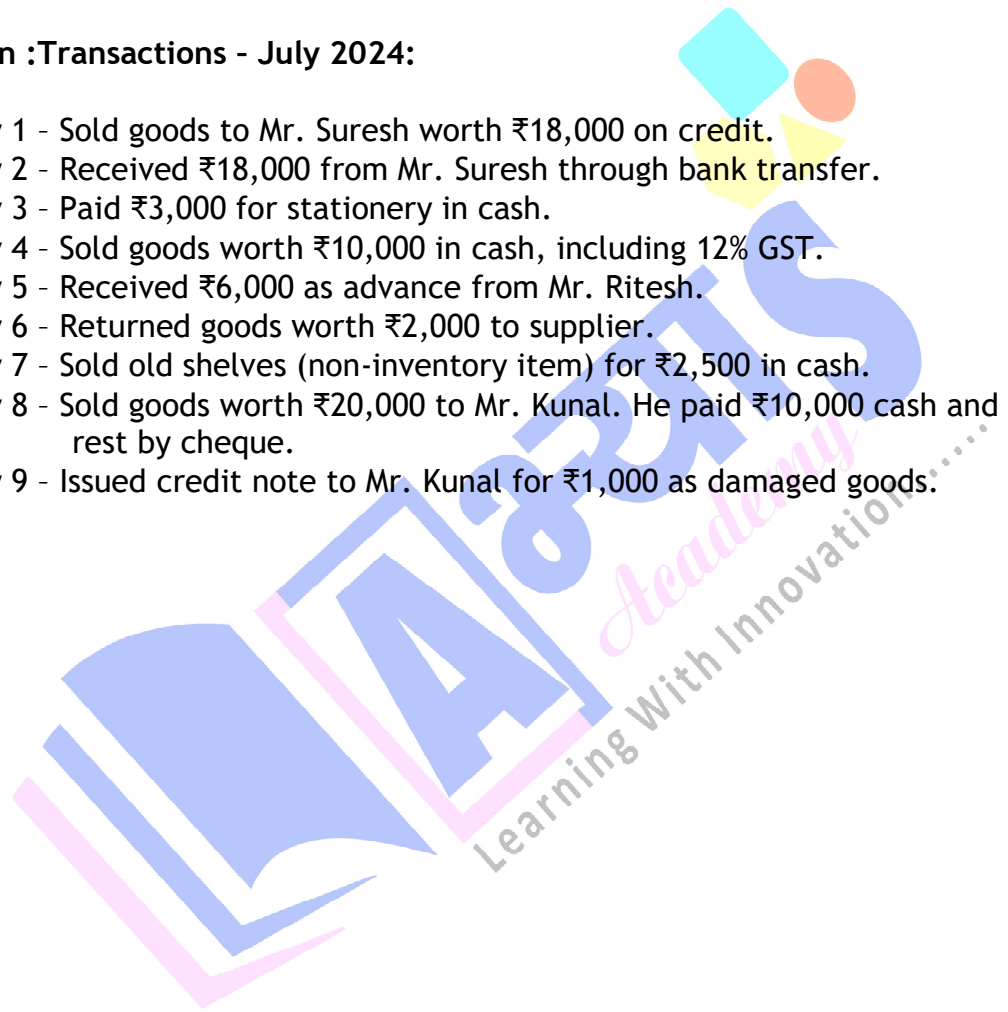 n :Transactions – July 2024:
y 1 – Sold goods to Mr. Suresh worth ₹18,000 on credit.
y 2 – Received ₹18,000 from Mr. Suresh through bank transfer.
y 3 – Paid ₹3,000 for stationery in cash.
y 4 – Sold goods worth ₹10,000 in cash, including 12% GST.
y 5 – Received ₹6,000 as advance from Mr. Ritesh.
y 6 – Returned goods worth ₹2,000 to supplier.
y 7 – Sold old shelves (non-inventory item) for ₹2,500 in cash.
y 8 – Sold goods worth ₹20,000 to Mr. Kunal. He paid ₹10,000 cash and
rest by cheque.
y 9 – Issued credit note to Mr. Kunal for ₹1,000 as damaged goods.
A
Academy
Learning With Innovation.....